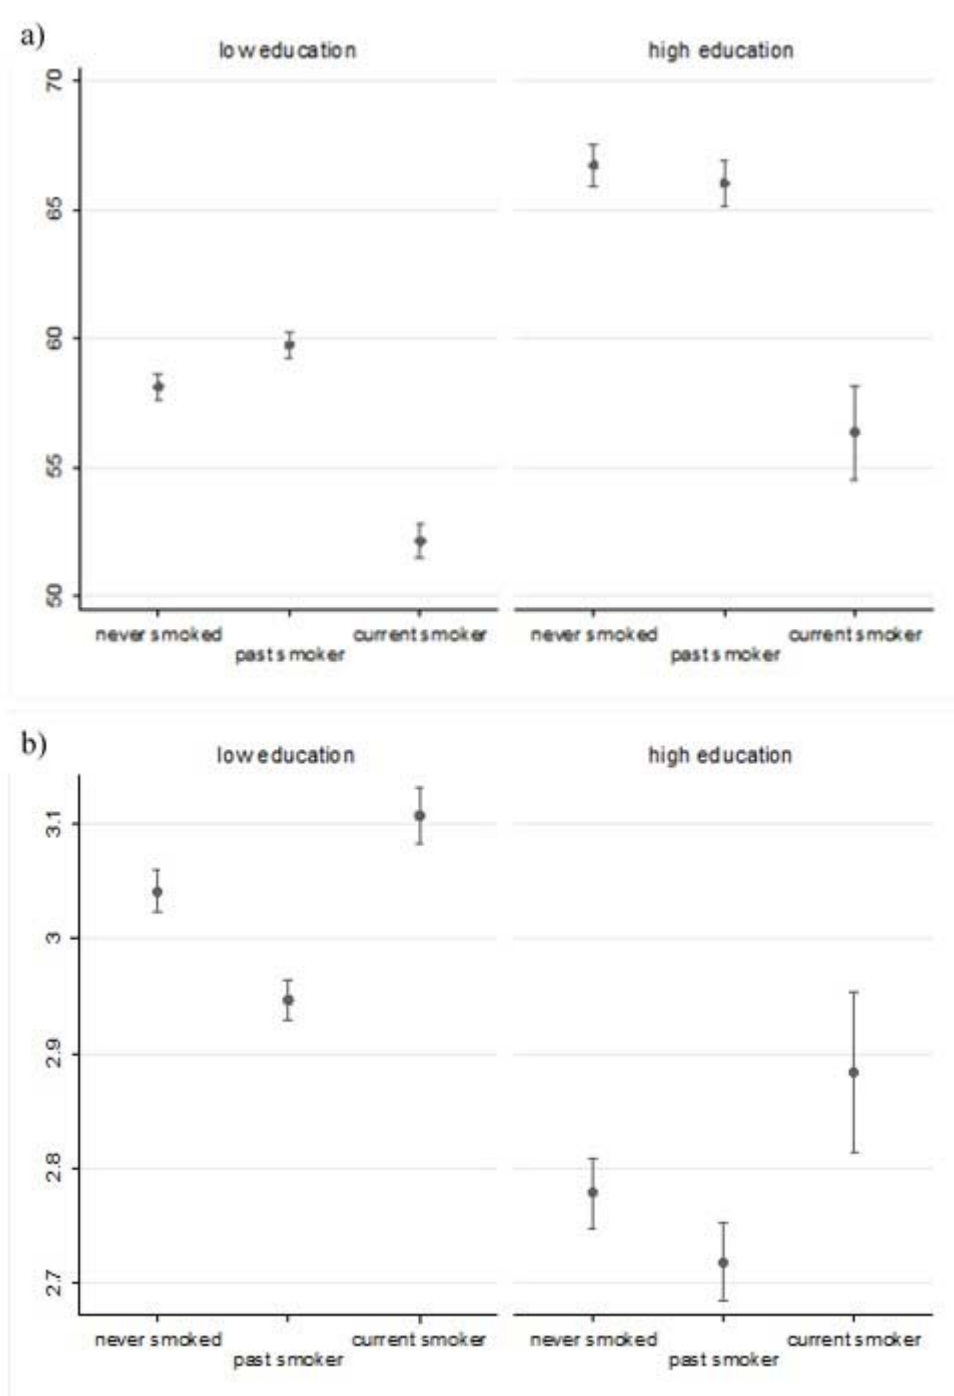 a)
low education
high education
70
65
60
55
50
never smoked
past smoker
current smoker
never smoked
past smoker
current smoker
b)
low education
high education
3.1
3
2.9
2.8
2.7
never smoked
past smoker
current smoker
never smoked
past smoker
current smoker